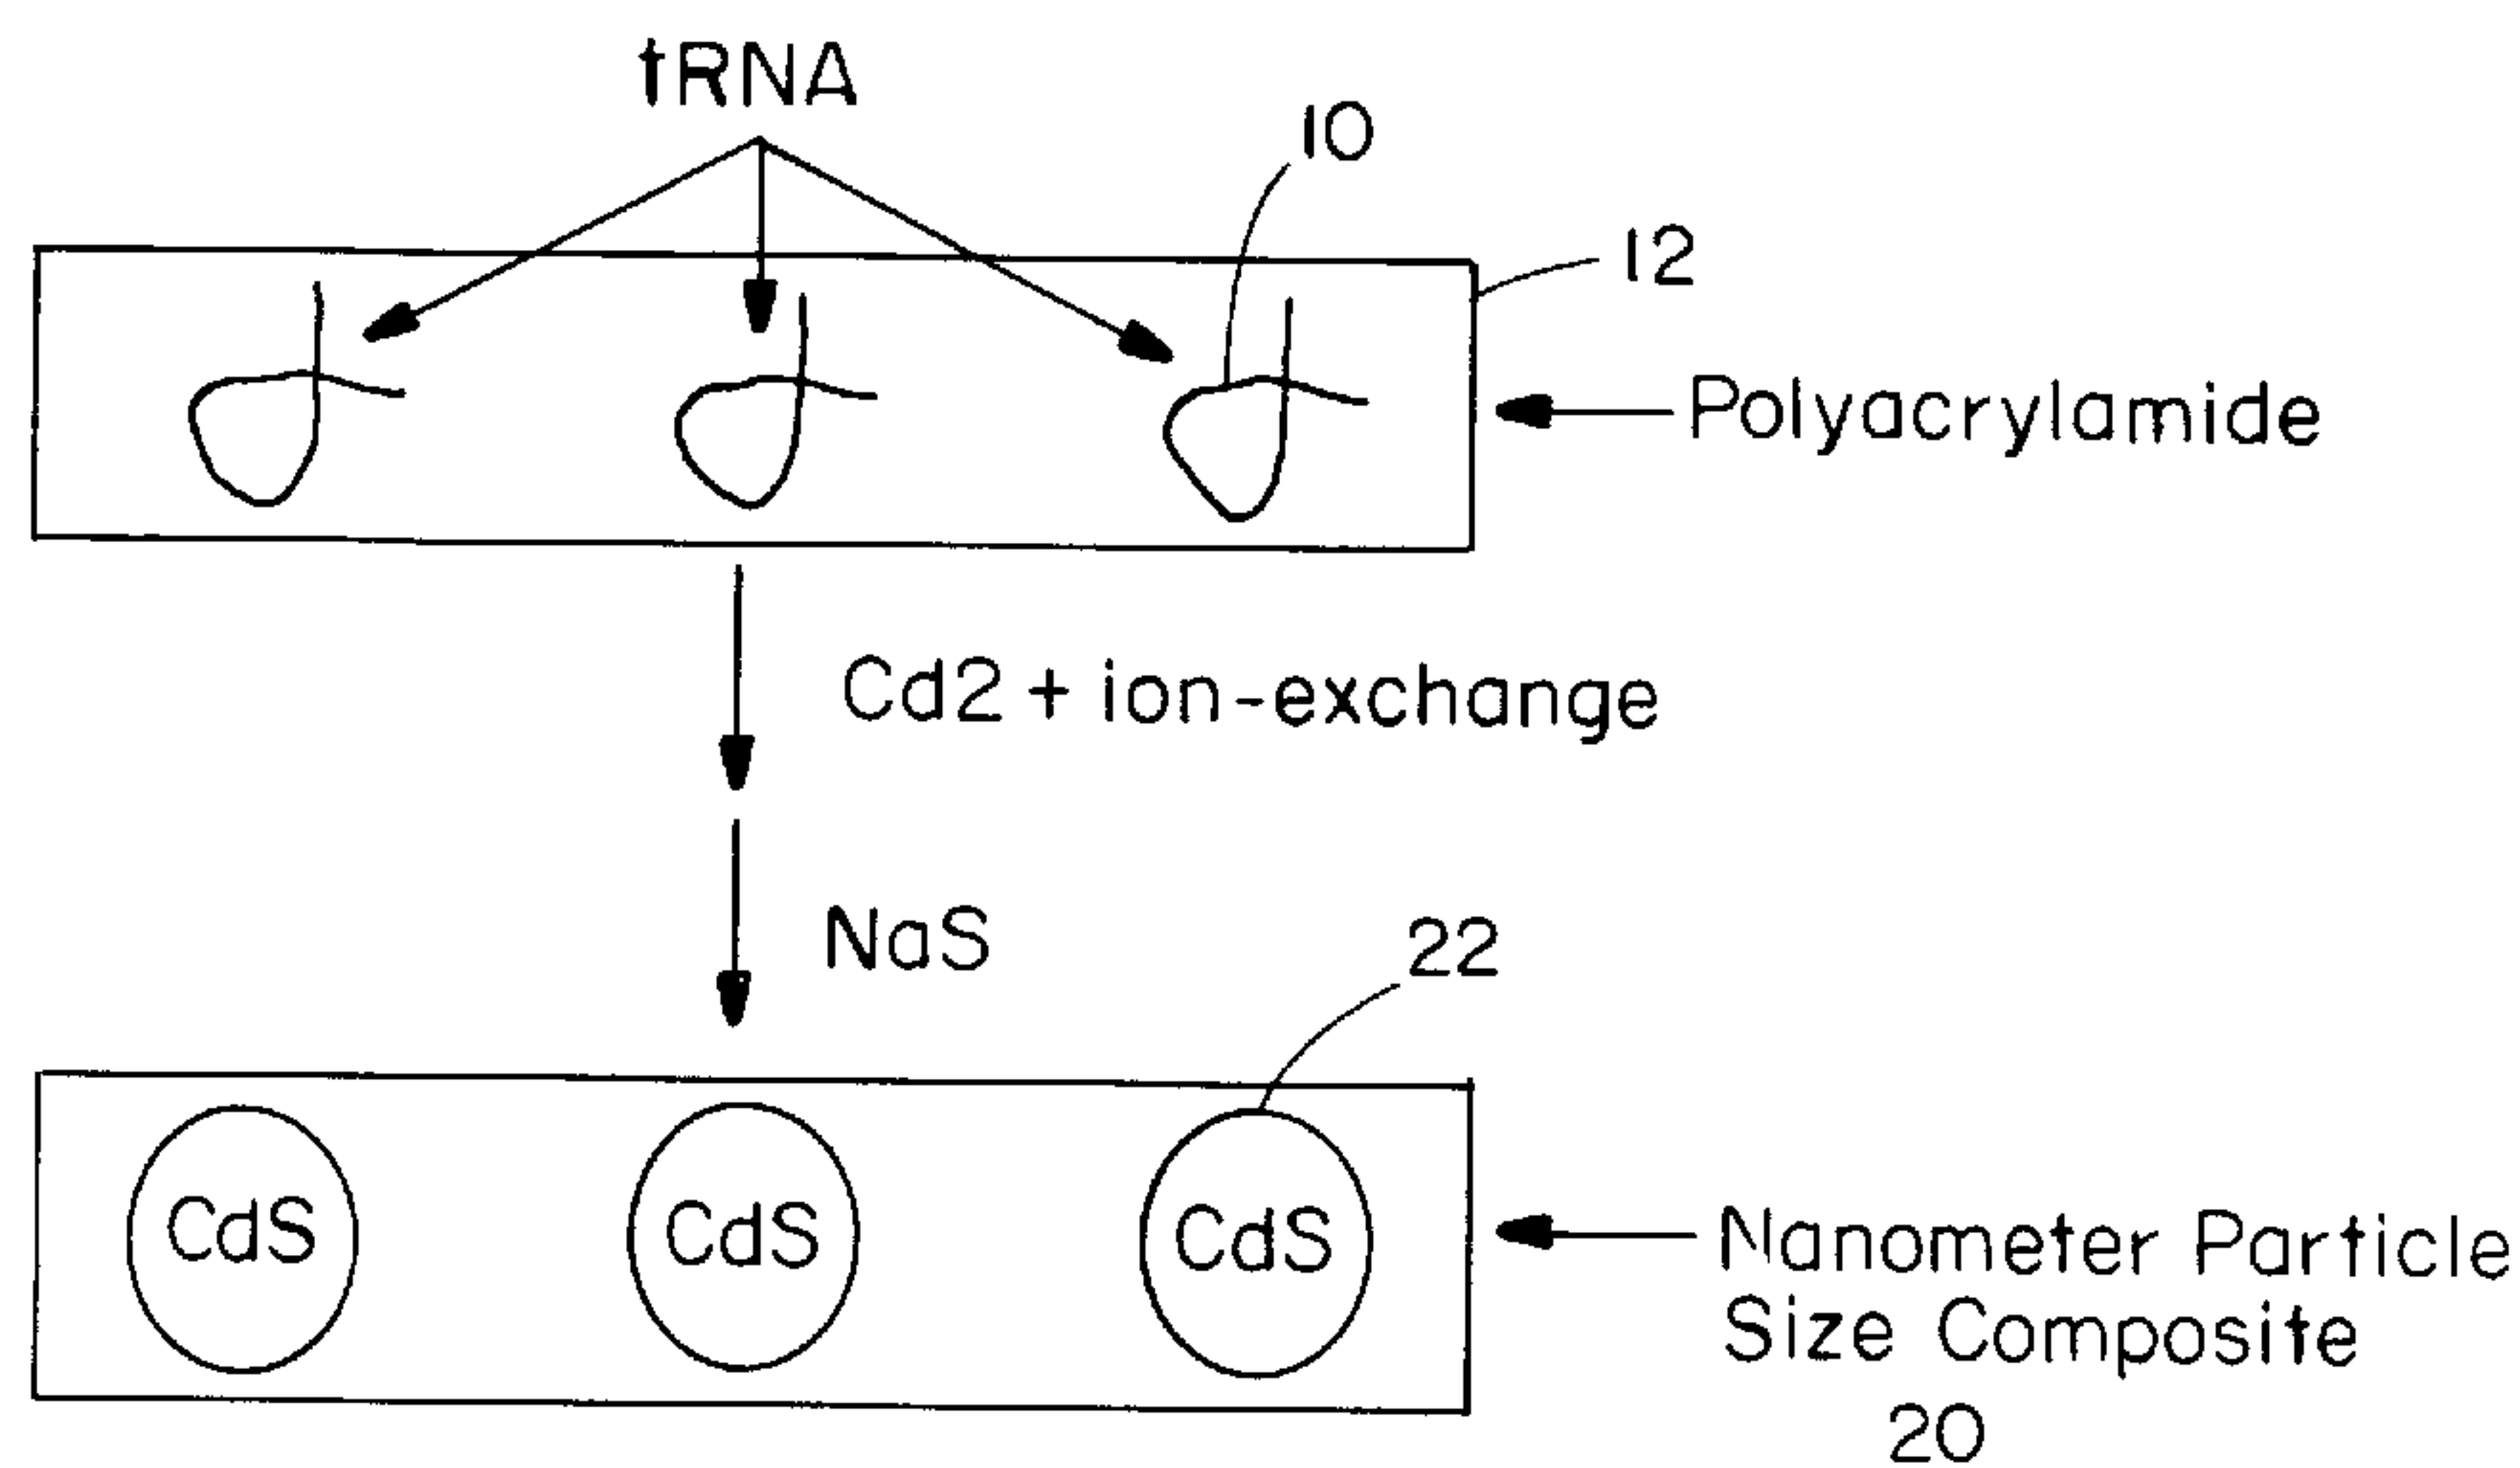 tRNA
10
12
Polyacrylamide
Cd2+ ion-exchange
NaS
22
CdS
CdS
CdS
Nanometer Particle
Size Composite
20